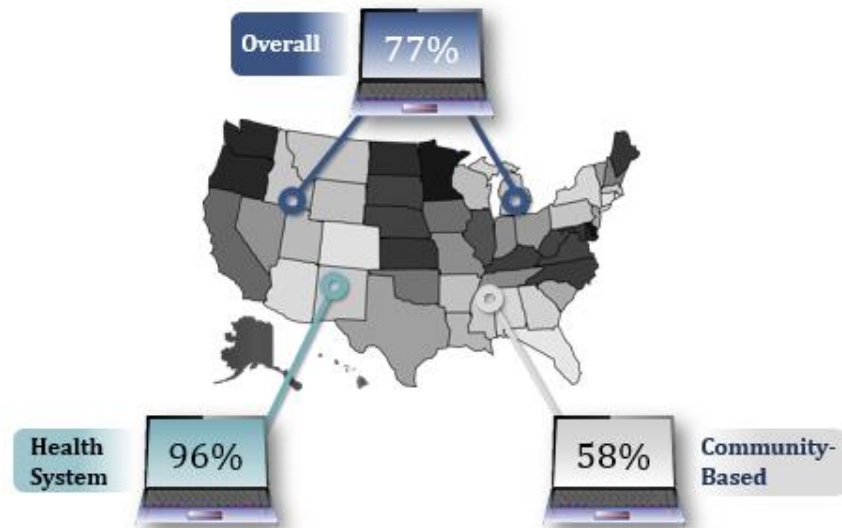 Overall
77%
Health
System
96%
58%
Community-
Based